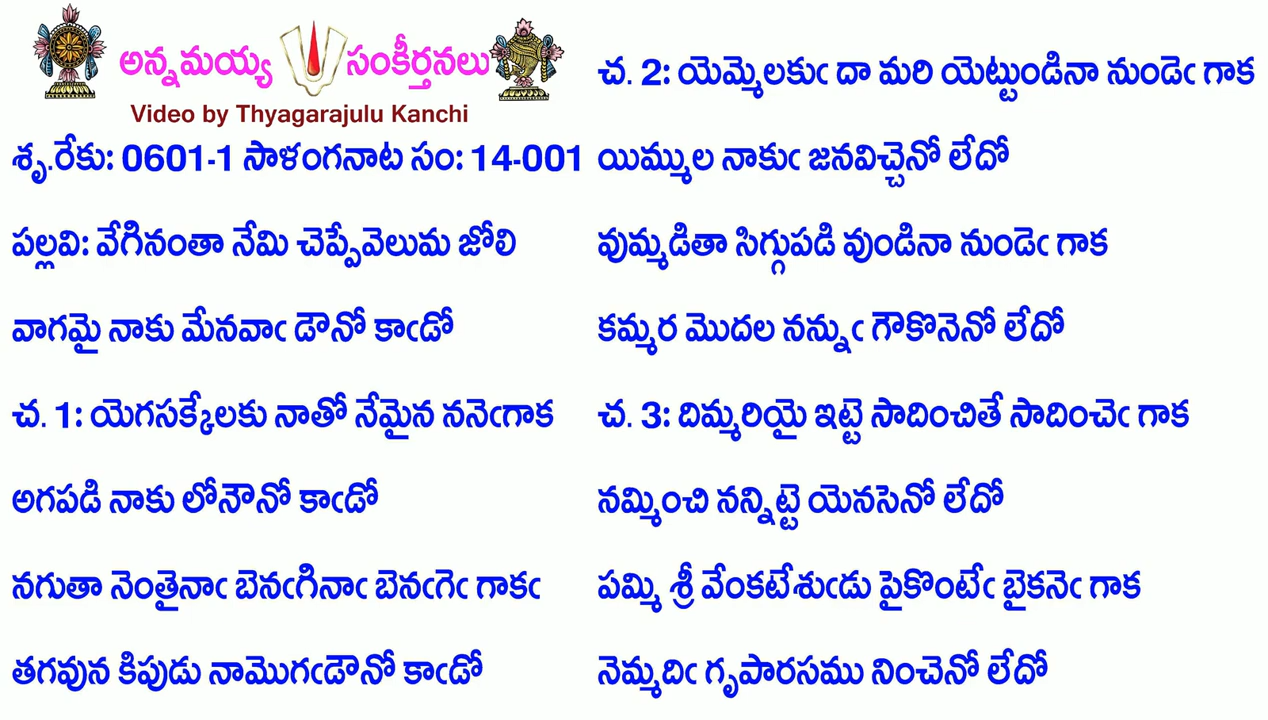 అన్నమయ్య సంకీర్తనలు
Video by Thyagarajulu Kanchi
శృ.రేకు: 0601-1 సాళంగనాట సం: 14-001
పల్లవి: వేగినంతా నేమి చెప్పేవెలుమ జోలి
వాగమై నాకు మేనవాఁ డౌనో కాఁడో
చ. 1: యెగసక్కేలకు నాతో నేమైన ననెఁగాక
అగపడి నాకు లోనౌనో కాఁడో
నగుతా నెంతైనాఁ బెనఁగినాఁ బెనఁగెఁ గాకఁ
తగవున కిపుడు నామొగఁడౌనో కాఁడో
చ. 2: యెమ్మెలకుఁ దా మరి యెట్టుండినా నుండెఁ గాక
యిమ్ముల నాకుఁ జనవిచ్చెనో లేదో
వుమ్మడితా సిగ్గుపడి వుండినా నుండెఁ గాక
కమ్మర మొదల నన్నుఁ గౌకొనెనో లేదో
చ. 3: దిమ్మరియై ఇట్టె సాదించితే సాదించెఁ గాక
నమ్మించి నన్నిట్టె యెనసెనో లేదో
పమ్మి శ్రీ వేంకటేశుఁడు పైకొంటేఁ బైకనెఁ గాక
నెమ్మదిఁ గృపారసము నించెనో లేదో